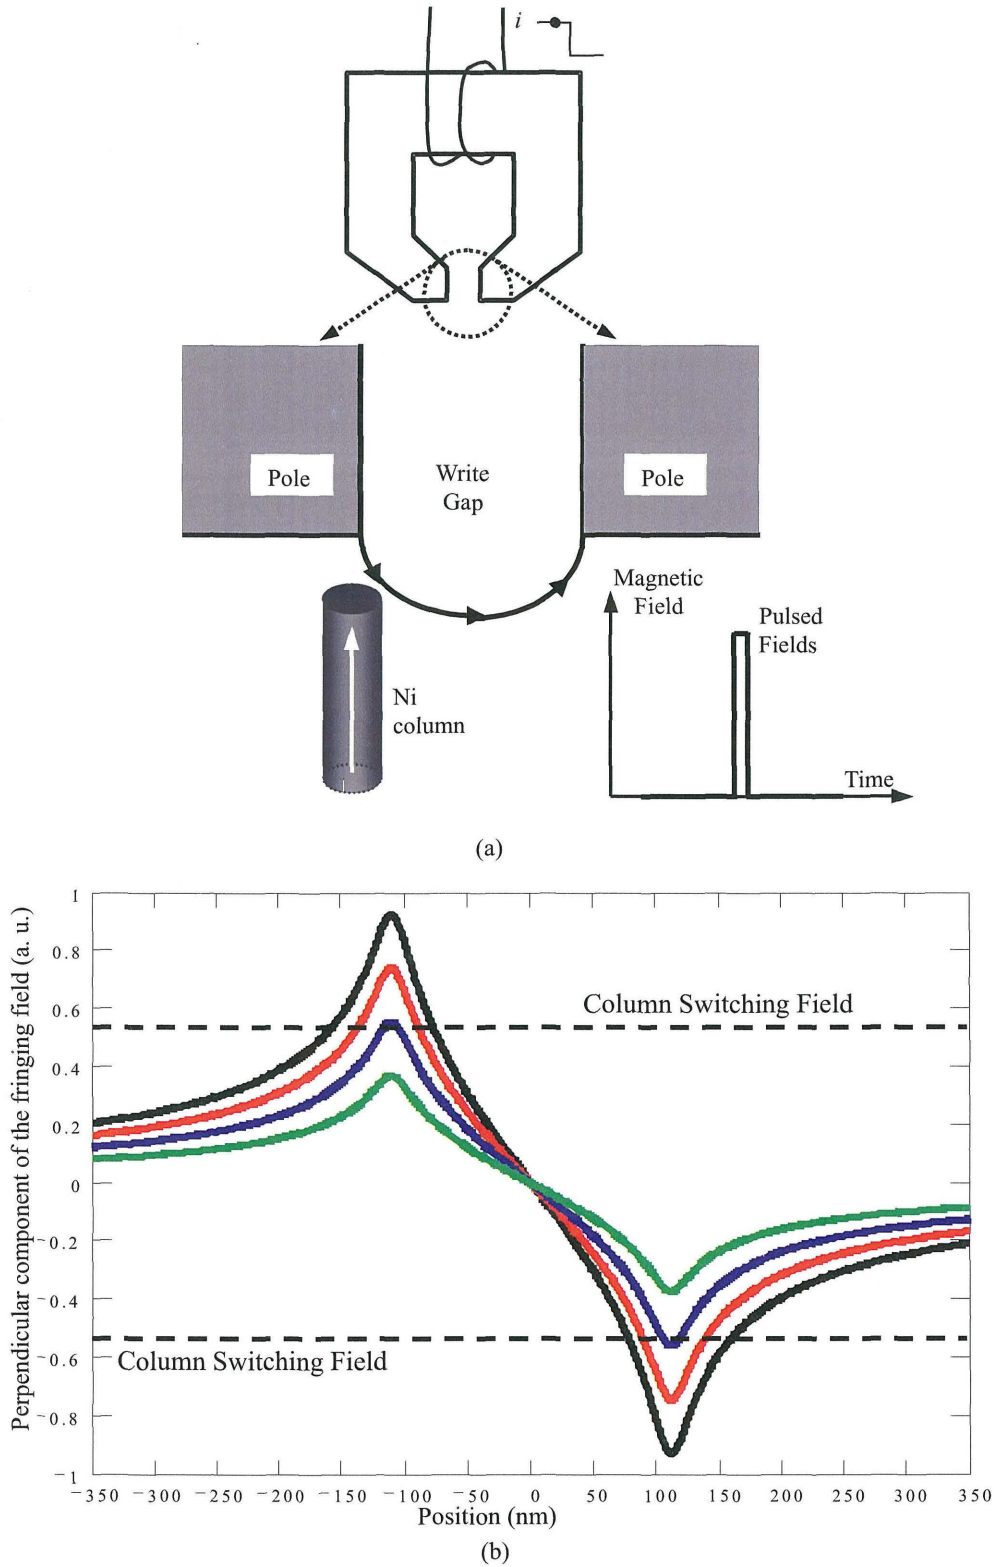 i
Pole
Write
Gap
Pole
Magnetic
Field
Pulsed
Fields
Ni
column
Time
(a)
Perpendicular component of the fringing field (a. u.)
1
0.8
0.6
0.4
0.2
0
−0.2
−0.4
−0.6
−0.8
−1
Column Switching Field
Column Switching Field
−350 −300 −250 −200 −150 −100 −50 0 50 100 150 200 250 300 350
Position (nm)
(b)